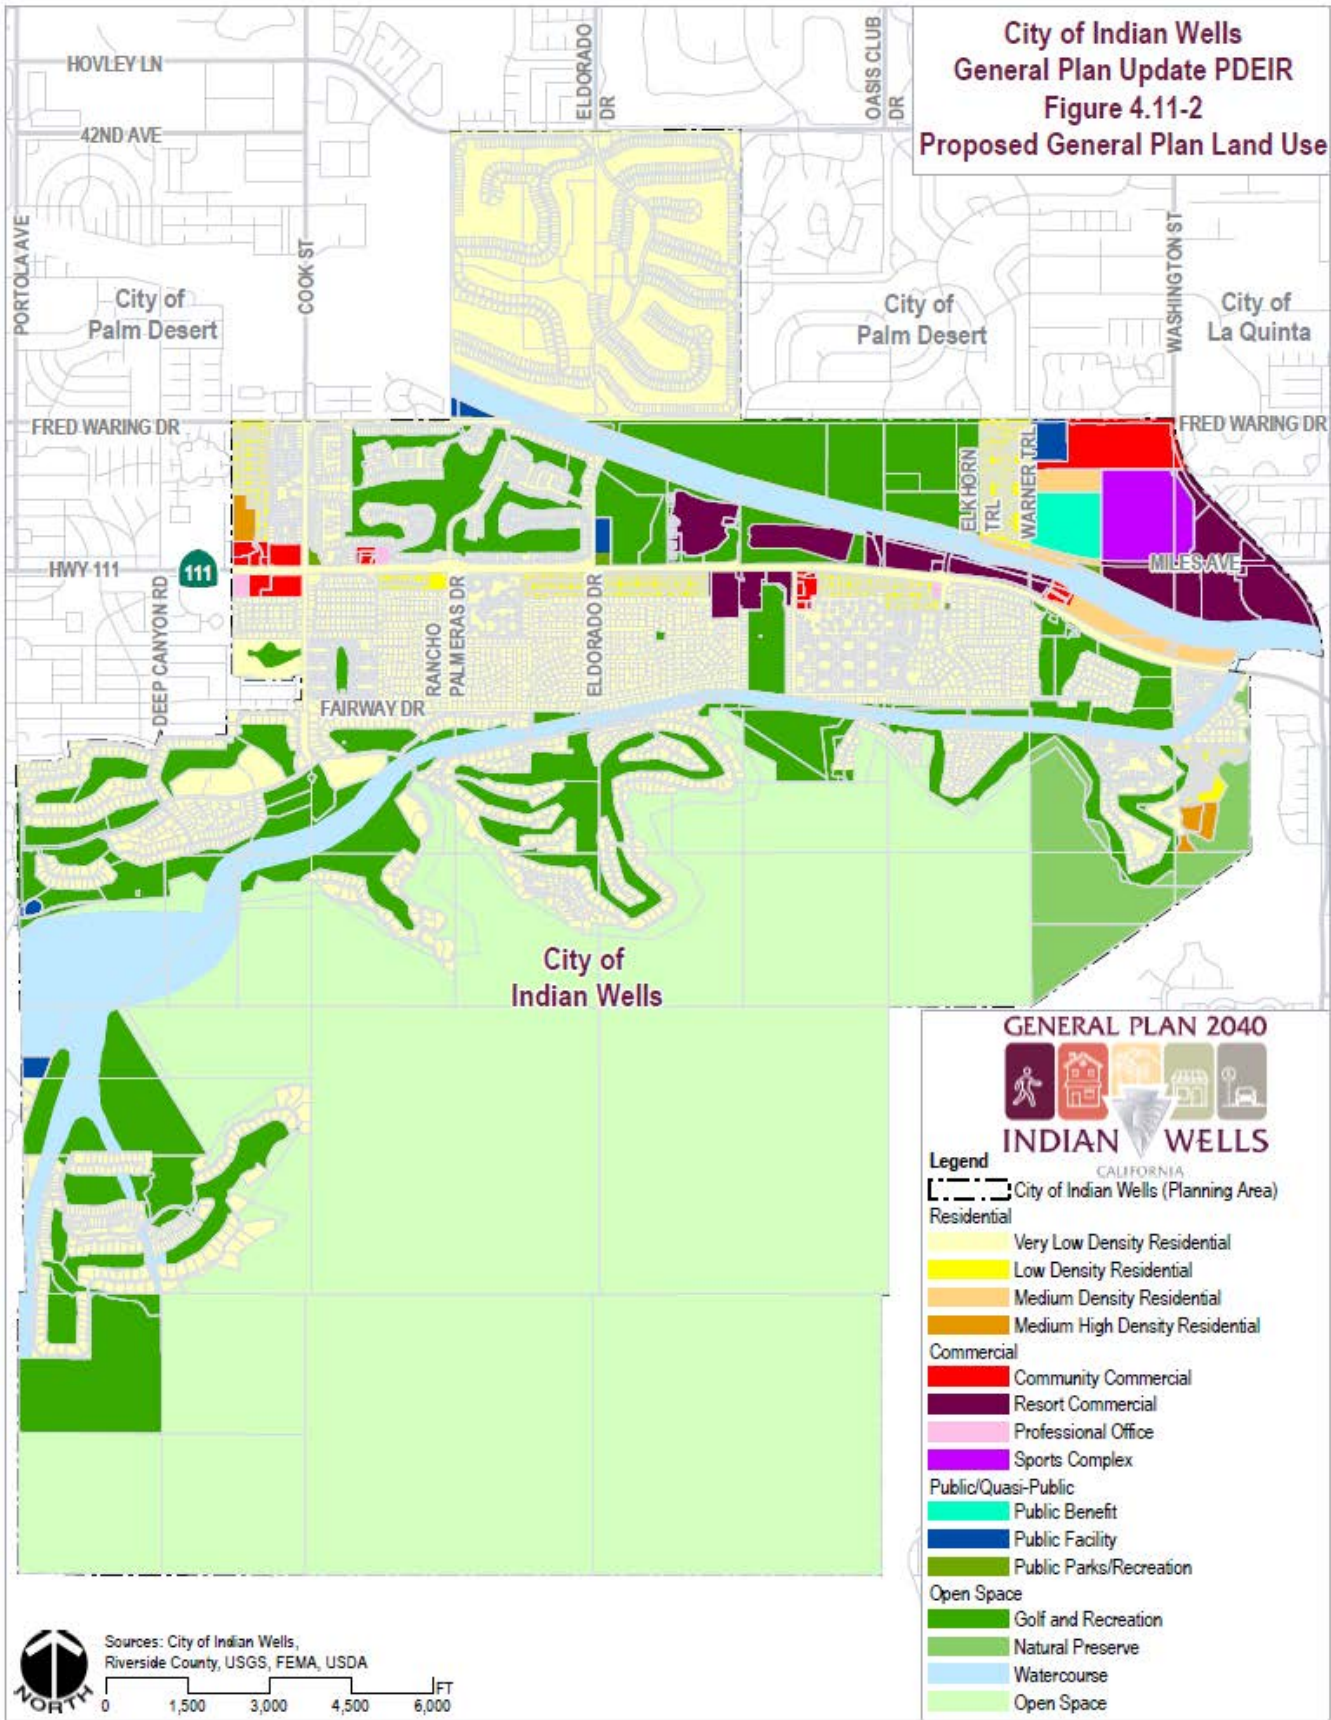 City of Indian Wells
General Plan Update PDEIR
Figure 4.11-2
Proposed General Plan Land Use
HOVLEY LN
42ND AVE
ELDORADO
DR
OASIS CLUB
DR
PORTOLA AVE
COOK ST
WASHINGTON ST
City of
Palm Desert
City of
Palm Desert
City of
La Quinta
FRED WARING DR
FRED WARING DR
ELKHORN
TRL
WARNER TRL
HWY 111
111
MILES AVE
DEEP CANYON RD
RANCHO
PALMERAS DR
ELDORADO DR
FAIRWAY DR
City of
Indian Wells
GENERAL PLAN 2040
INDIAN WELLS
CALIFORNIA
Legend
City of Indian Wells (Planning Area)
Residential
Very Low Density Residential
Low Density Residential
Medium Density Residential
Medium High Density Residential
Commercial
Community Commercial
Resort Commercial
Professional Office
Sports Complex
Public/Quasi-Public
Public Benefit
Public Facility
Public Parks/Recreation
Open Space
Golf and Recreation
Natural Preserve
Watercourse
Open Space
NORTH
Sources: City of Indian Wells,
Riverside County, USGS, FEMA, USDA
FT
0 1,500 3,000 4,500 6,000